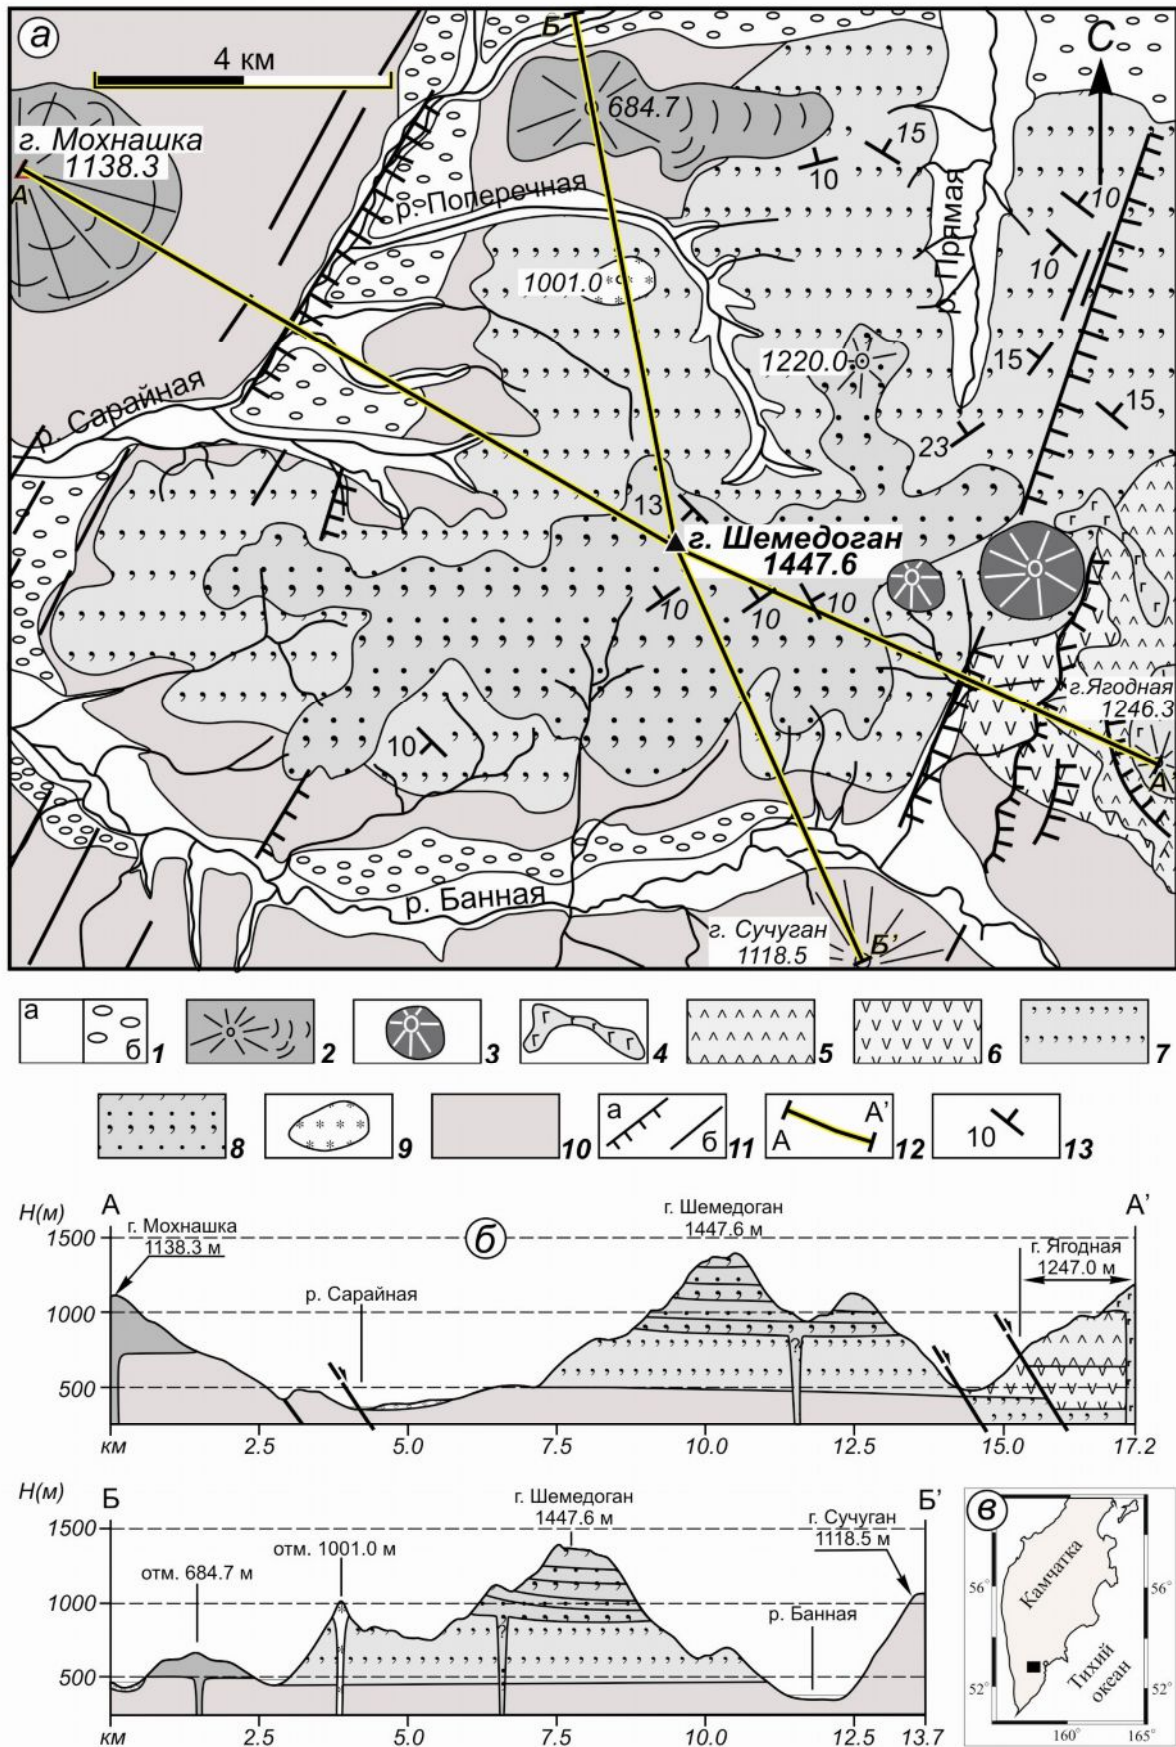 а
4 км
С
Б
684.7
г. Мохнашка
1138.3
А
15
10
р. Поперечная
10
р. Прямая
10
1001.0
1220.0
15
15
р. Сарайная
23
13
г. Шемедоган
1447.6
10
10
10
г.Ягодная
1246.3
10
А'
р. Банная
г. Сучуган
1118.5
Б'
а
б
1
2
3
4
5
6
7
8
9
10
а
б
11
А
А'
12
10
13
А
А'
Н(м)
г. Мохнашка
1138.3 м
б
г. Шемедоган
1447.6 м
г. Ягодная
1247.0 м
1500
р. Сарайная
1000
?
500
км
2.5
5.0
7.5
10.0
12.5
15.0
17.2
Н(м)
Б
г. Шемедоган
1447.6 м
Б'
г. Сучуган
1118.5 м
1500
отм. 684.7 м
отм. 1001.0 м
1000
р. Банная
?
500
км
2.5
5.0
7.5
10.0
12.5
13.7
в
Камчатка
56°
56°
Тихий
океан
52°
52°
160°
165°